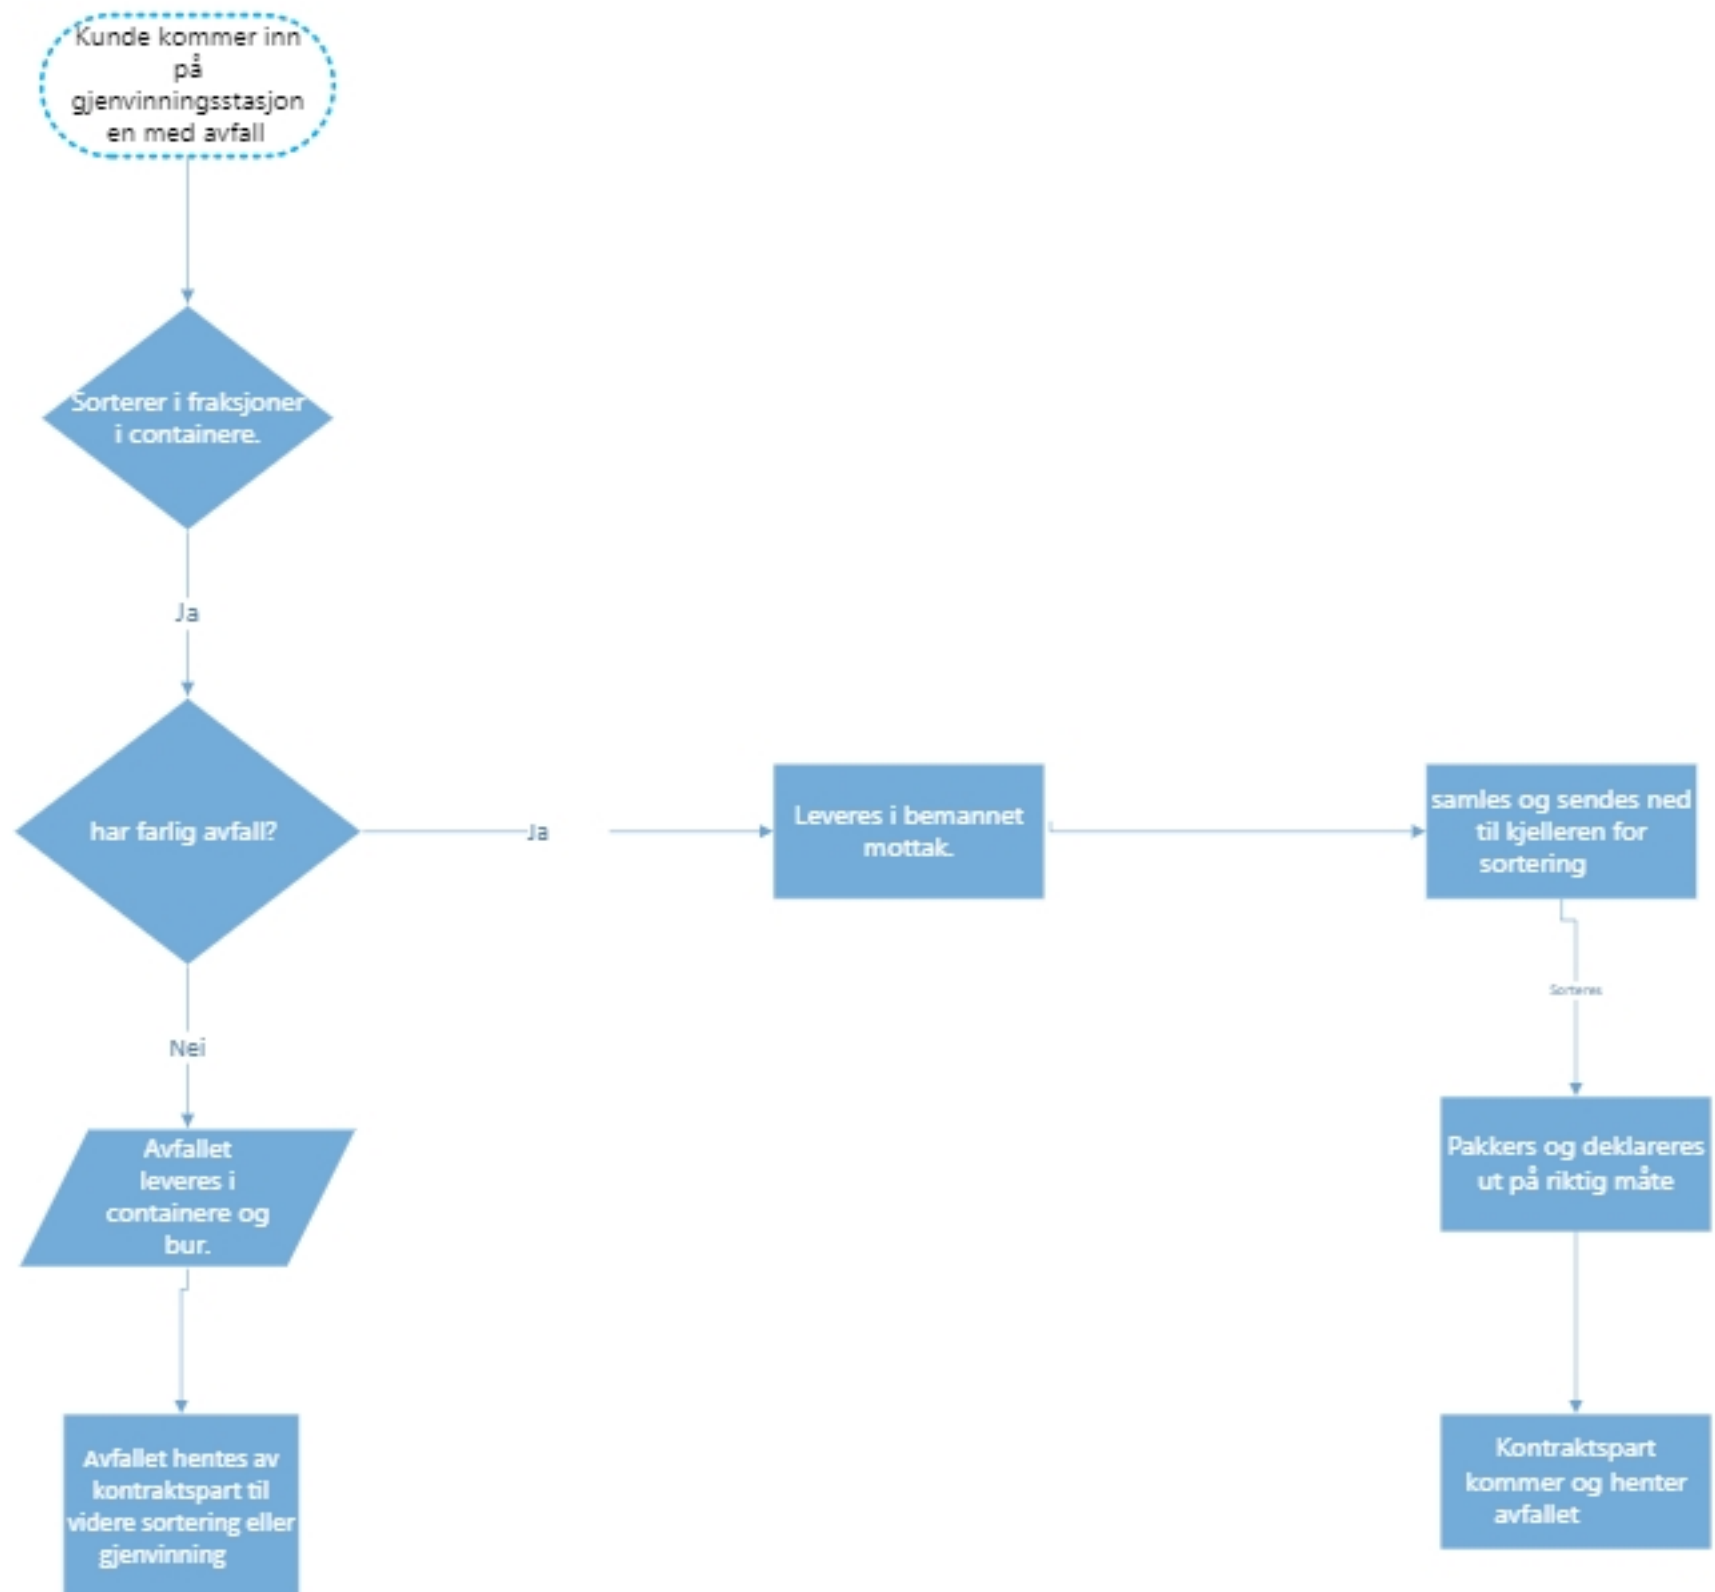 Kunde kommer inn
på
gjenvinningsstasjon
en med avfall
Sorterer i fraksjoner
i containere.
Ja
har farlig avfall?
Ja
Leveres i bemannet
mottak.
samles og sendes ned
til kjelleren for
sortering
Sorteres
Nei
Avfallet
leveres i
containere og
bur.
Pakkers og deklareres
ut på riktig måte
Avfallet hentes av
kontraktspart til
videre sortering eller
gjenvinning
Kontraktspart
kommer og henter
avfallet